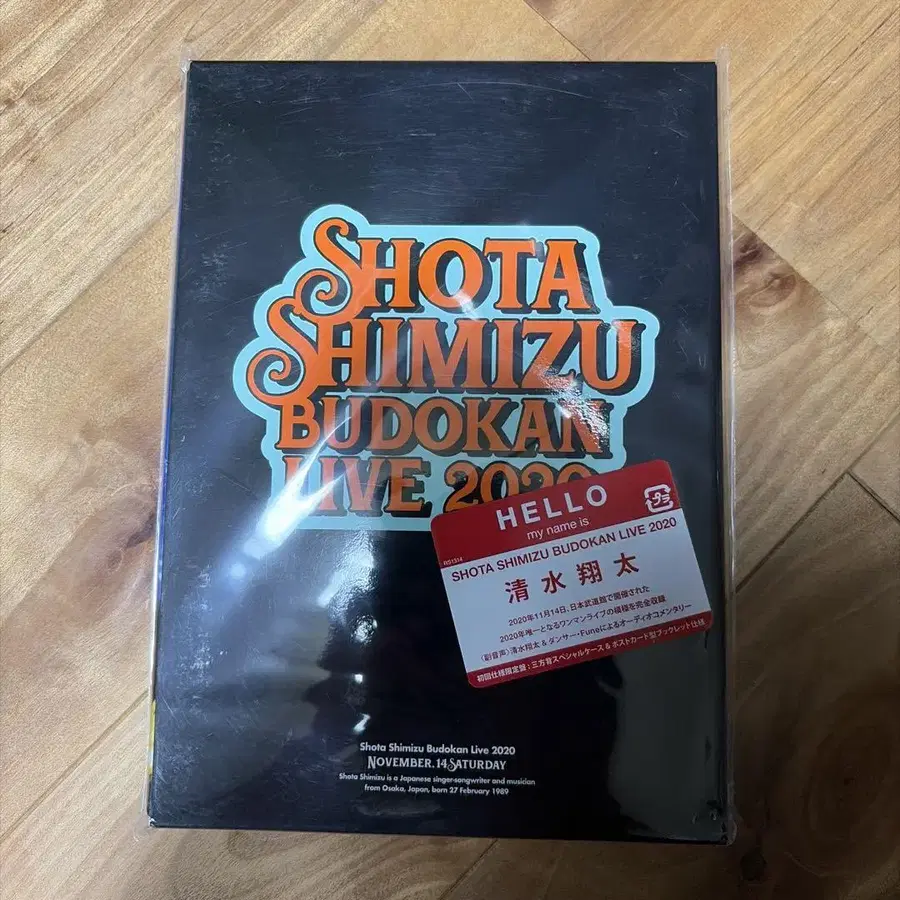 SHOTA
SHIMIZU
BUDOKAN
LIVE 2020
HELLO
my name is
SHOTA SHIMIZU BUDOKAN LIVE 2020
清水翔太
2020年11月14日、日本武道館で開催された
2020年唯一となるワンマンライブの模様を完全収録
〈副音声〉清水翔太 & ダンサー・Funeによるオーディオコメンタリー
初回仕様限定盤：三方背スペシャルケース & ポストカード型ブックレット仕様
プラ
Shota Shimizu Budokan Live 2020
NOVEMBER.14 SATURDAY
Shota Shimizu is a Japanese singer-songwriter and musician
from Osaka, Japan, born 27 February 1989